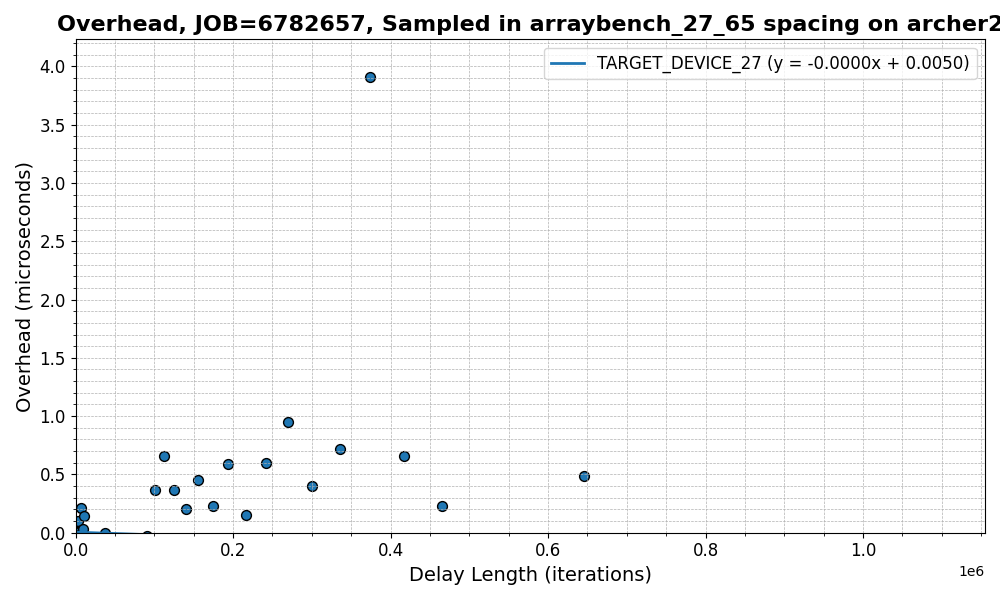 Overhead, JOB=6782657, Sampled in arraybench_27_65 spacing on archer2
TARGET_DEVICE_27 (y = -0.0000x + 0.0050)
Overhead (microseconds)
4.0
3.5
3.0
2.5
2.0
1.5
1.0
0.5
0.0
0.0 0.2 0.4 0.6 0.8 1.0
1e6
Delay Length (iterations)